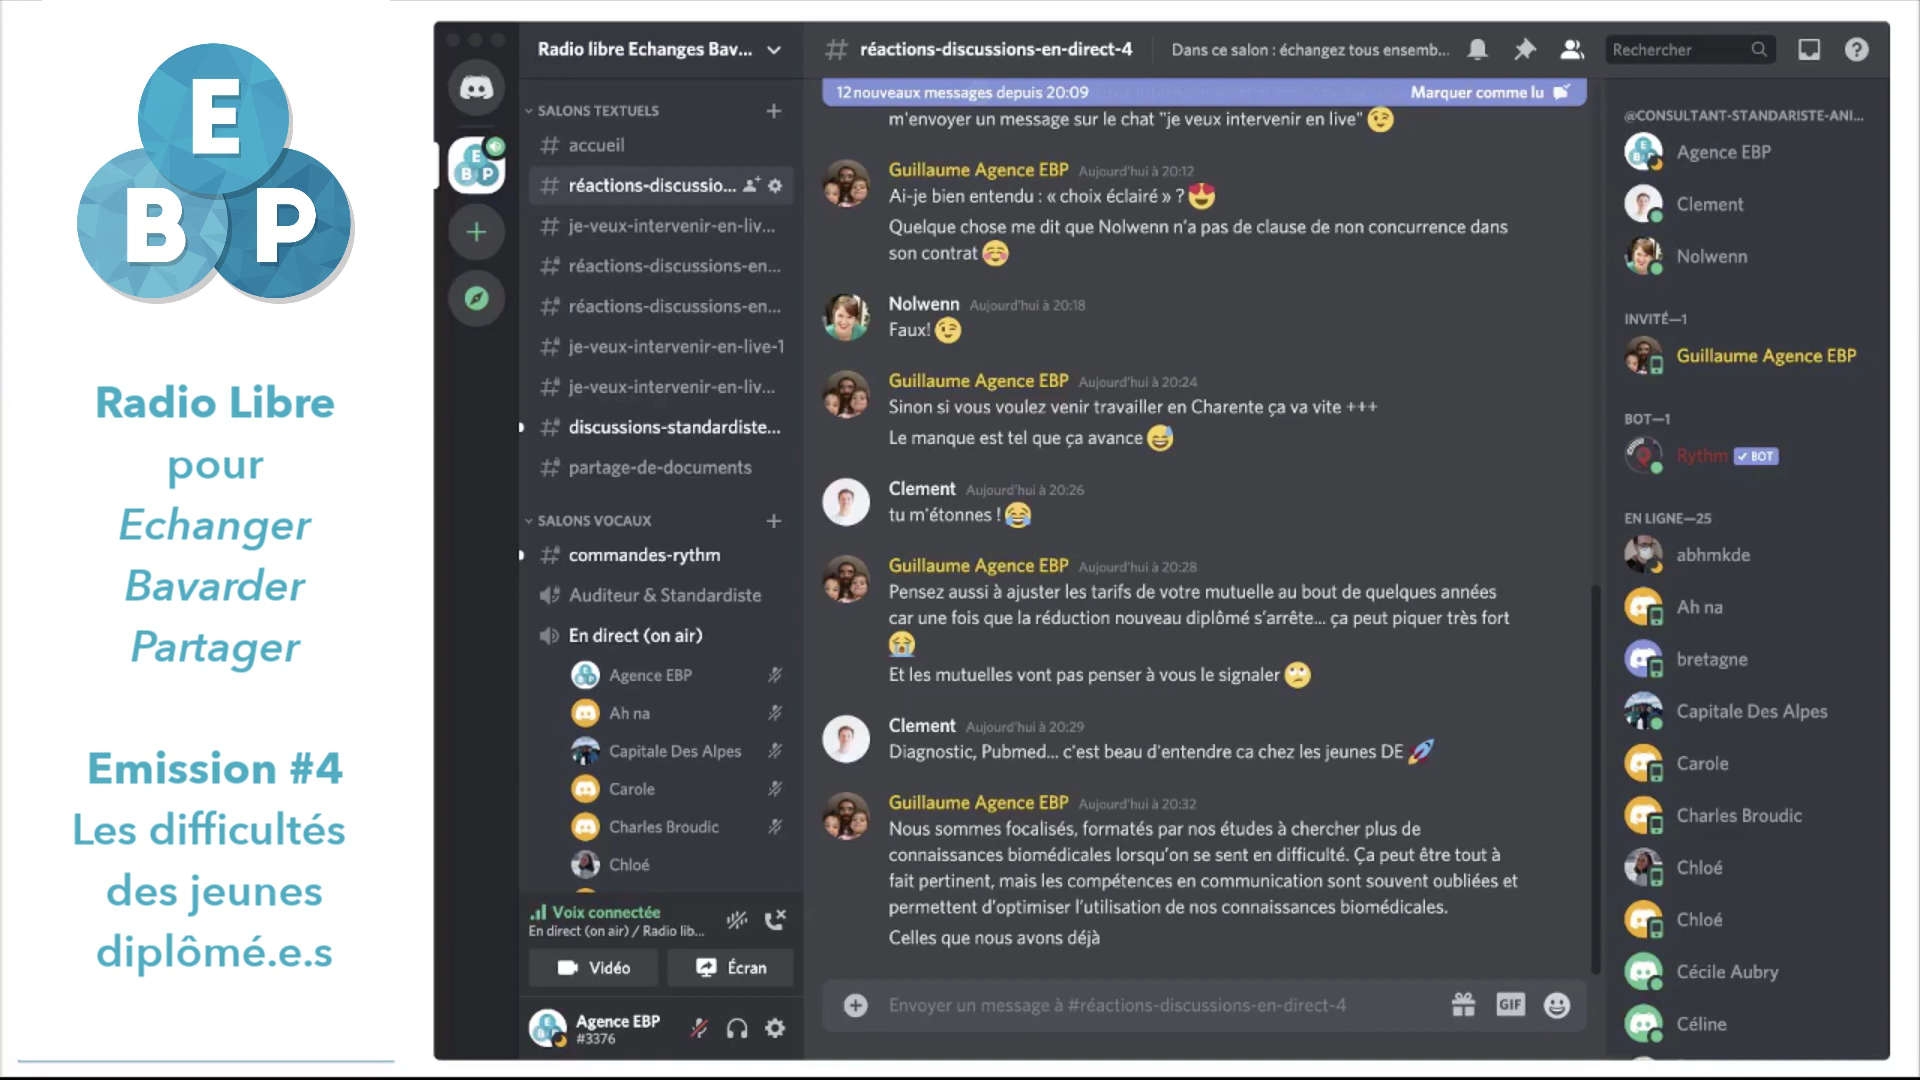 E
B P
Radio Libre
pour
Echanger
Bavarder
Partager
Emission #4
Les difficultés
des jeunes
diplômé.e.s
E
B P
Radio libre Echanges Bav...
SALONS TEXTUELS
# accueil
# réactions-discussio...
# je-veux-intervenir-en-liv...
# réactions-discussions-en...
# réactions-discussions-en...
# je-veux-intervenir-en-live-1
# je-veux-intervenir-en-liv...
# discussions-standardiste...
# partage-de-documents
SALONS VOCAUX
# commandes-rythm
Auditeur & Standardiste
En direct (on air)
Agence EBP
Ah na
Capitale Des Alpes
Carole
Charles Broudic
Chloé
Voix connectée
En direct (on air) / Radio lib...
Vidéo
Écran
Agence EBP
#3376
# réactions-discussions-en-direct-4
Dans ce salon : échangez tous ensemb...
Rechercher
12 nouveaux messages depuis 20:09
Marquer comme lu
m'envoyer un message sur le chat "je veux intervenir en live" 😉
Guillaume Agence EBP Aujourd'hui à 20:12
Ai-je bien entendu : « choix éclairé » ? 😍
Quelque chose me dit que Nolwenn n'a pas de clause de non concurrence dans
son contrat ☺️
Nolwenn Aujourd'hui à 20:18
Faux! 😉
Guillaume Agence EBP Aujourd'hui à 20:24
Sinon si vous voulez venir travailler en Charente ça va vite +++
Le manque est tel que ça avance 😅
Clement Aujourd'hui à 20:26
tu m'étonnes ! 😂
Guillaume Agence EBP Aujourd'hui à 20:28
Pensez aussi à ajuster les tarifs de votre mutuelle au bout de quelques années
car une fois que la réduction nouveau diplômé s'arrête... ça peut piquer très fort
😭
Et les mutuelles vont pas penser à vous le signaler 🙄
Clement Aujourd'hui à 20:29
Diagnostic, Pubmed... c'est beau d'entendre ca chez les jeunes DE 🚀
Guillaume Agence EBP Aujourd'hui à 20:32
Nous sommes focalisés, formatés par nos études à chercher plus de
connaissances biomédicales lorsqu'on se sent en difficulté. Ça peut être tout à
fait pertinent, mais les compétences en communication sont souvent oubliées et
permettent d'optimiser l'utilisation de nos connaissances biomédicales.
Celles que nous avons déjà
Envoyer un message à #réactions-discussions-en-direct-4
GIF
@CONSULTANT-STANDARISTE-ANI...
Agence EBP
Clement
Nolwenn
INVITÉ—1
Guillaume Agence EBP
BOT—1
Rythm BOT
EN LIGNE—25
abhmkde
Ah na
bretagne
Capitale Des Alpes
Carole
Charles Broudic
Chloé
Chloé
Cécile Aubry
Céline